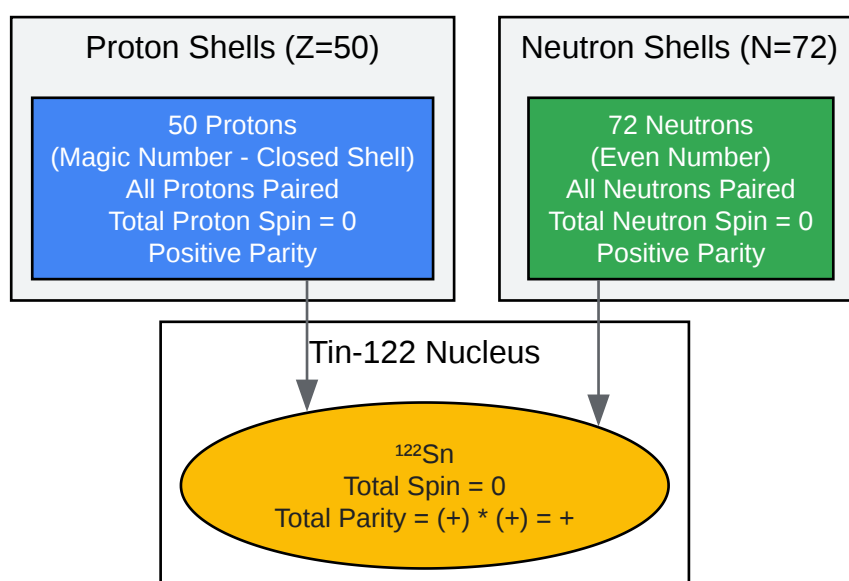 Proton Shells (Z=50)
50 Protons
(Magic Number - Closed Shell)
All Protons Paired
Total Proton Spin = 0
Positive Parity
Neutron Shells (N=72)
72 Neutrons
(Even Number)
All Neutrons Paired
Total Neutron Spin = 0
Positive Parity
Tin-122 Nucleus
¹²²Sn
Total Spin = 0
Total Parity = (+) * (+) = +